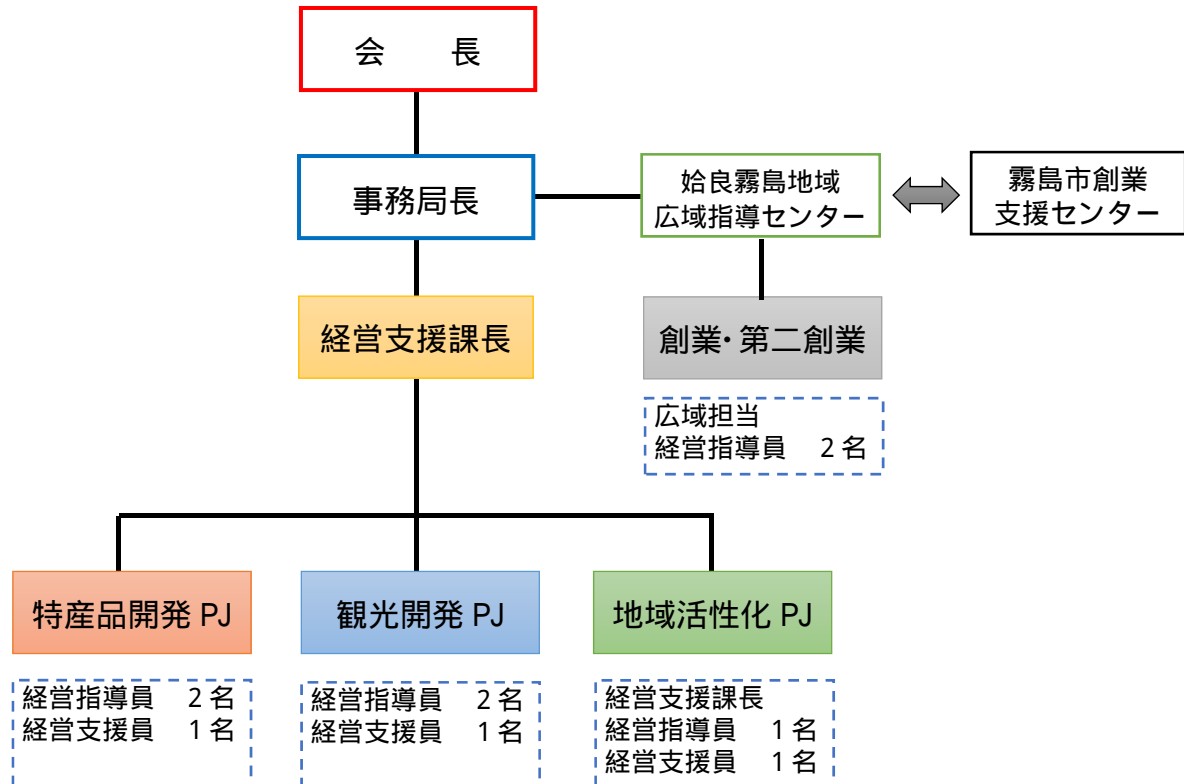 会　　長
事務局長
姶良霧島地域
広域指導センター
霧島市創業
支援センター
経営支援課長
創業・第二創業
広域担当
経営指導員　2名
特産品開発 PJ
観光開発 PJ
地域活性化 PJ
経営指導員　2名
経営支援員　1名
経営指導員　2名
経営支援員　1名
経営支援課長
経営指導員　1名
経営支援員　1名